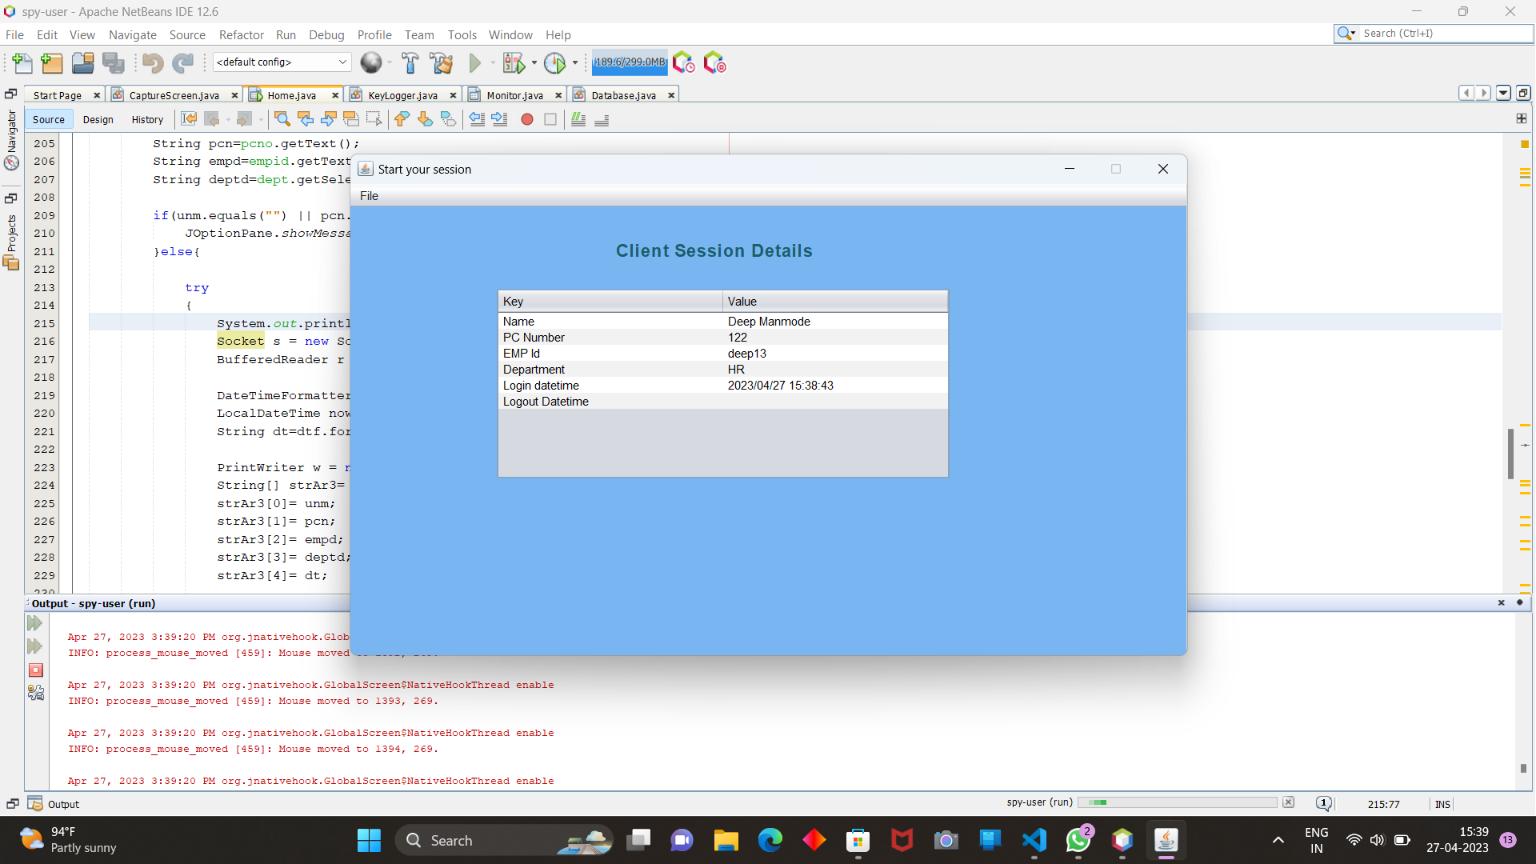 spy-user - Apache NetBeans IDE 12.6
File Edit View Navigate Source Refactor Run Debug Profile Team Tools Window Help
Search (Ctrl+I)
<default config>
189.6/299.0MB
Start Page CaptureScreen.java Home.java KeyLogger.java Monitor.java Database.java
Source Design History
Navigator
Projects
205 String pcn=pcno.getText();
206 String empd=empid.getText
207 String deptd=dept.getSele
208
209 if(unm.equals("") || pcn.
210 JOptionPane.showMessa
211 }else{
212
213 try
214 {
215 System.out.printl
216 Socket s = new So
217 BufferedReader r
218
219 DateTimeFormatter
220 LocalDateTime now
221 String dt=dtf.for
222
223 PrintWriter w = n
224 String[] strAr3=
225 strAr3[0]= unm;
226 strAr3[1]= pcn;
227 strAr3[2]= empd;
228 strAr3[3]= deptd;
229 strAr3[4]= dt;
Start your session
File
Client Session Details
Key Value
Name Deep Manmode
PC Number 122
EMP Id deep13
Department HR
Login datetime 2023/04/27 15:38:43
Logout Datetime
Output - spy-user (run)
Apr 27, 2023 3:39:20 PM org.jnativehook.Glob
INFO: process_mouse_moved [459]: Mouse moved
Apr 27, 2023 3:39:20 PM org.jnativehook.GlobalScreen$NativeHookThread enable
INFO: process_mouse_moved [459]: Mouse moved to 1393, 269.
Apr 27, 2023 3:39:20 PM org.jnativehook.GlobalScreen$NativeHookThread enable
INFO: process_mouse_moved [459]: Mouse moved to 1394, 269.
Apr 27, 2023 3:39:20 PM org.jnativehook.GlobalScreen$NativeHookThread enable
Output
spy-user (run)
1
215:77
INS
94°F
Partly sunny
Search
2
ENG
IN
15:39
27-04-2023
13